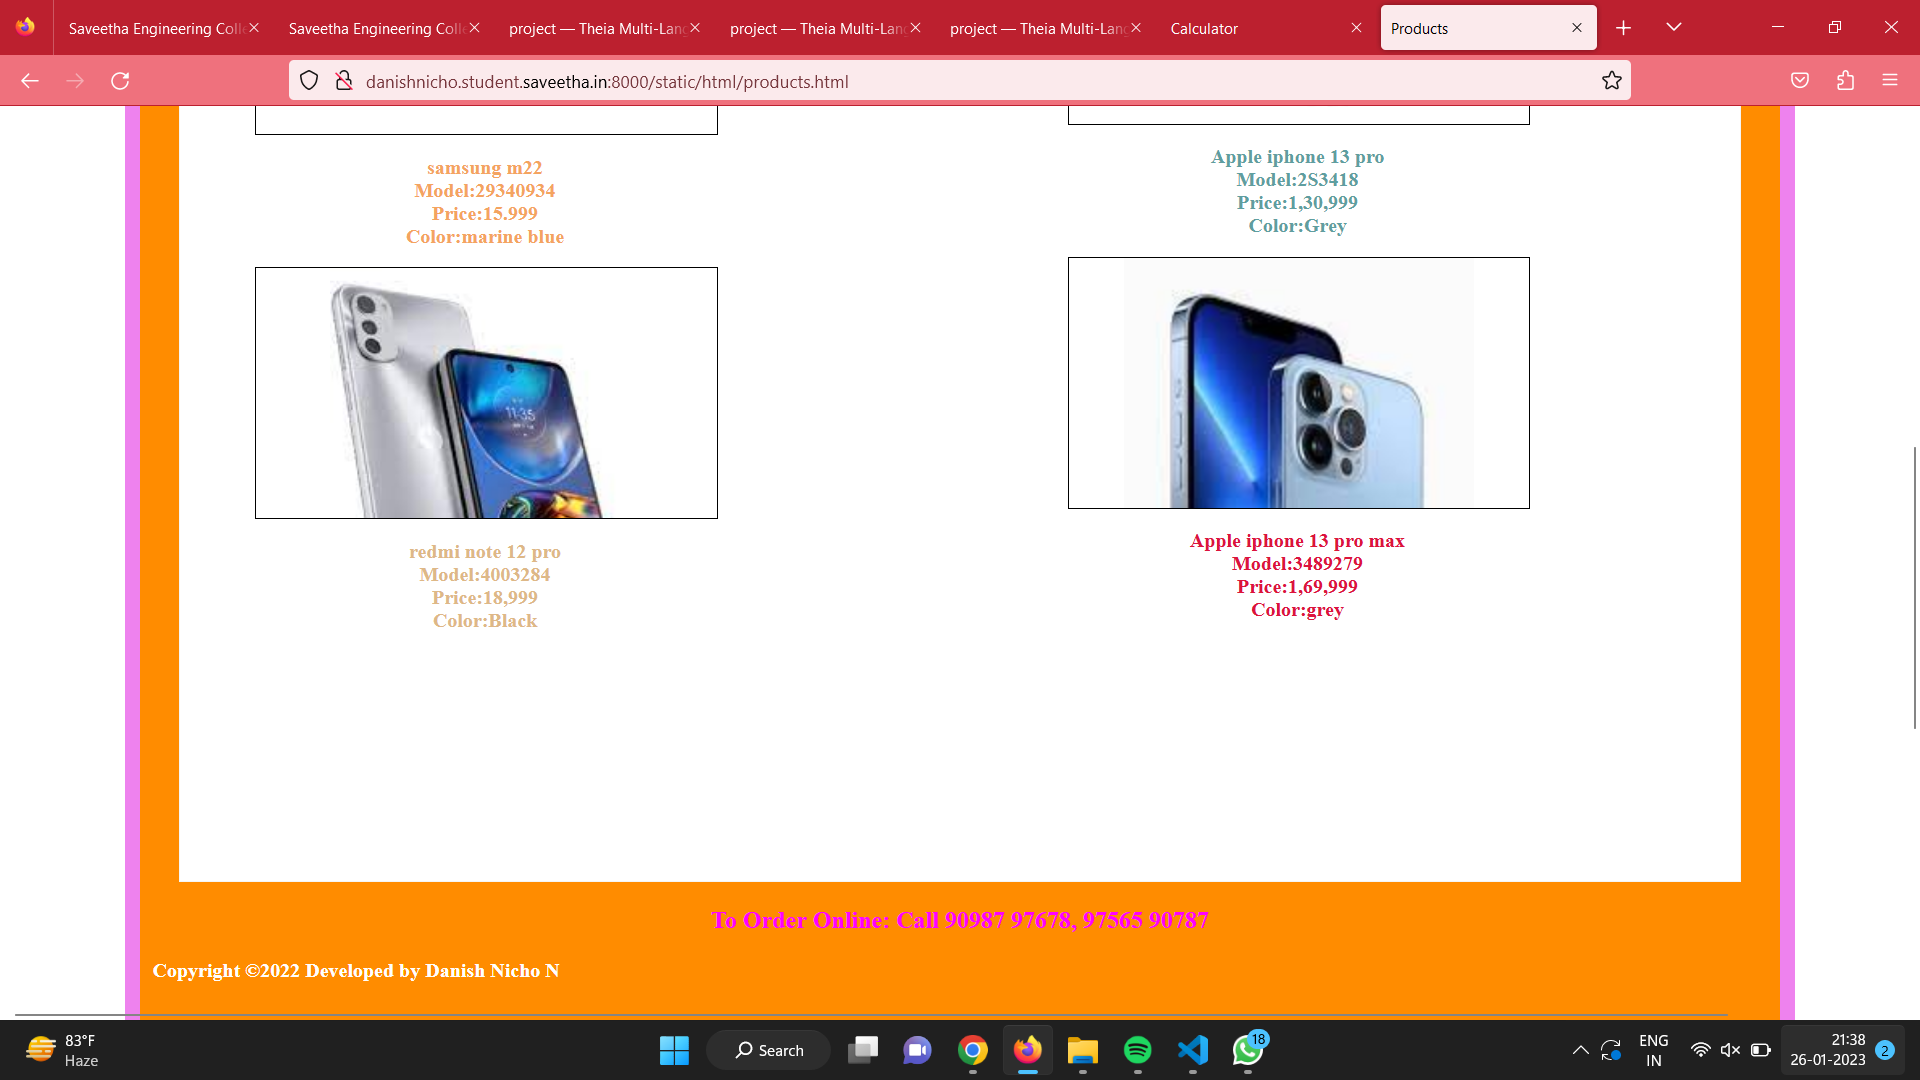 Saveetha Engineering Coll
Saveetha Engineering Coll
project — Theia Multi-Lang
project — Theia Multi-Lang
project — Theia Multi-Lang
Calculator
Products
danishnicho.student.saveetha.in:8000/static/html/products.html
samsung m22
Model:29340934
Price:15.999
Color:marine blue
Apple iphone 13 pro
Model:2S3418
Price:1,30,999
Color:Grey
11:35
redmi note 12 pro
Model:4003284
Price:18,999
Color:Black
Apple iphone 13 pro max
Model:3489279
Price:1,69,999
Color:grey
To Order Online: Call 90987 97678, 97565 90787
Copyright ©2022 Developed by Danish Nicho N
83°F
Haze
Search
18
ENG
IN
21:38
26-01-2023
2